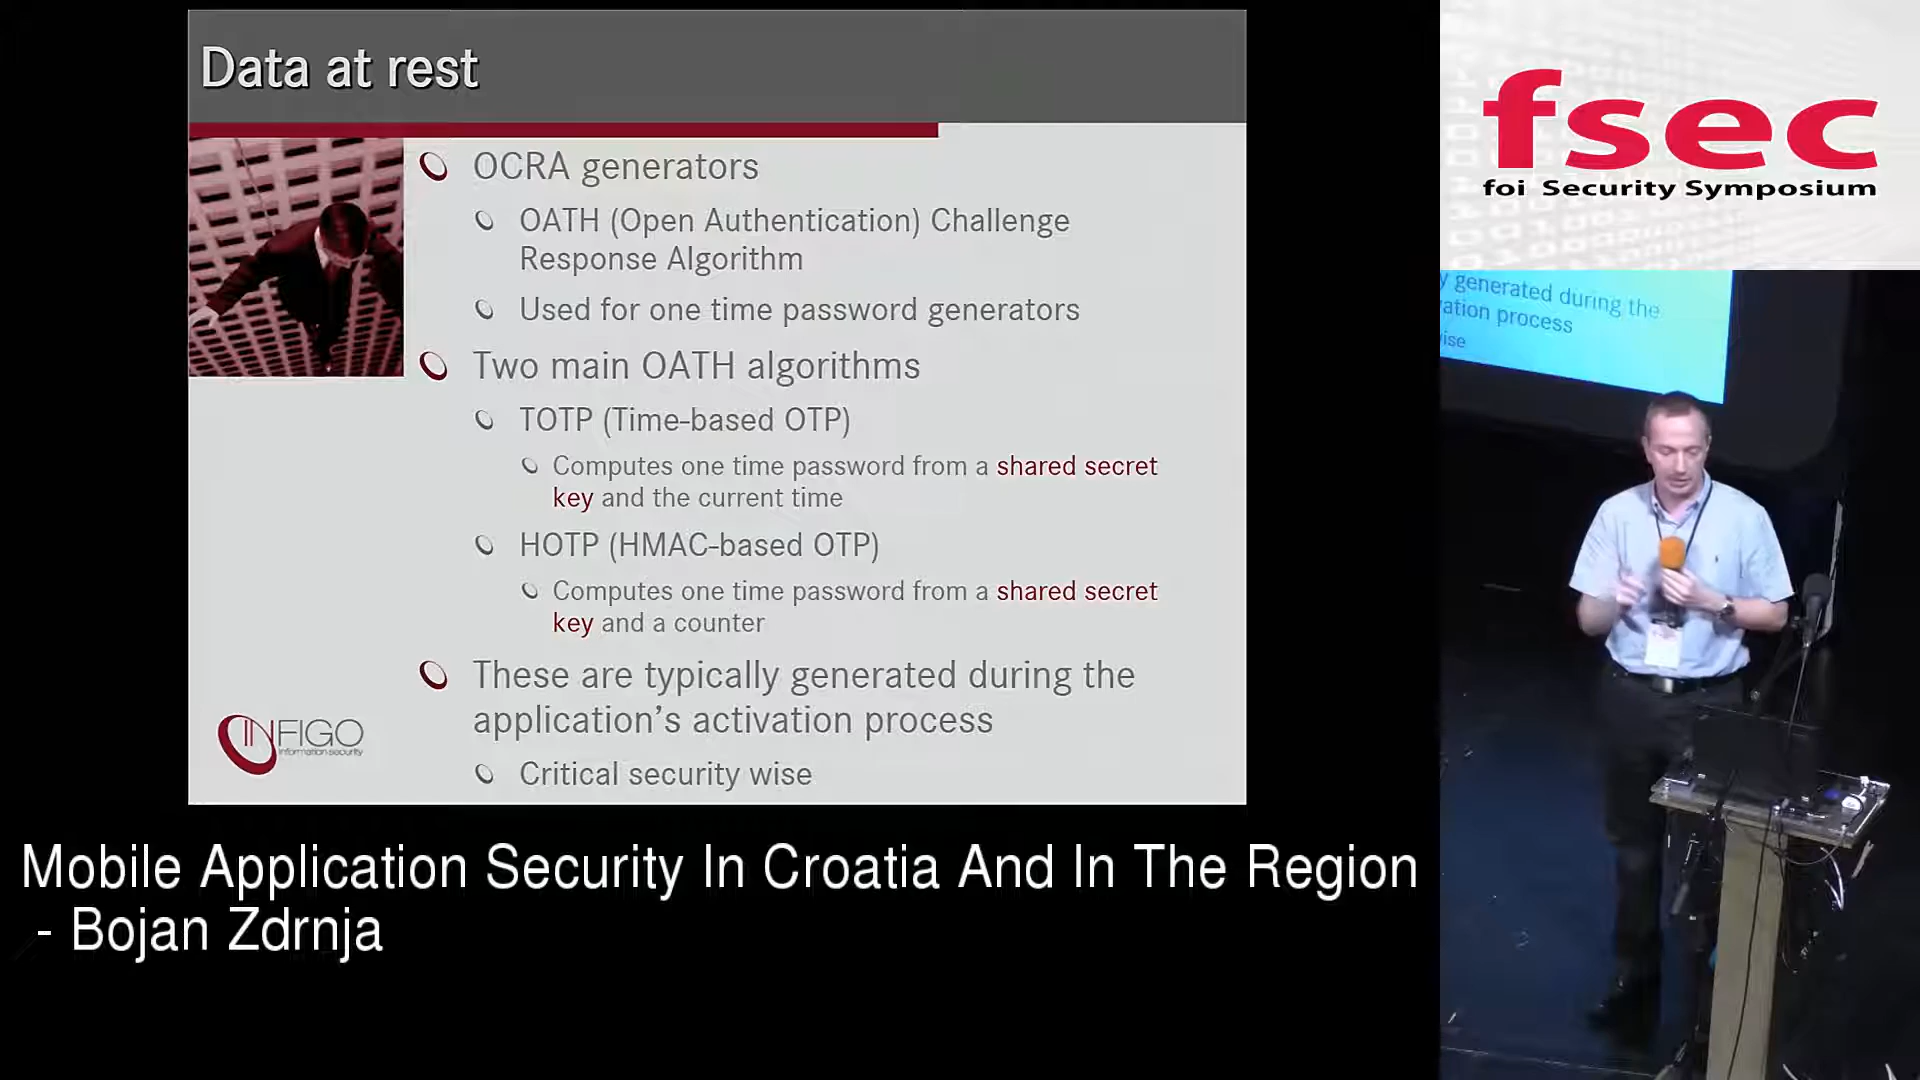 Data at rest
OCRA generators
OATH (Open Authentication) Challenge
Response Algorithm
Used for one time password generators
Two main OATH algorithms
TOTP (Time-based OTP)
Computes one time password from a shared secret
key and the current time
HOTP (HMAC-based OTP)
Computes one time password from a shared secret
key and a counter
These are typically generated during the
application's activation process
Critical security wise
INFIGO
information security
fsec
foi Security Symposium
y generated during the
ation process
ise
Mobile Application Security In Croatia And In The Region
- Bojan Zdrnja